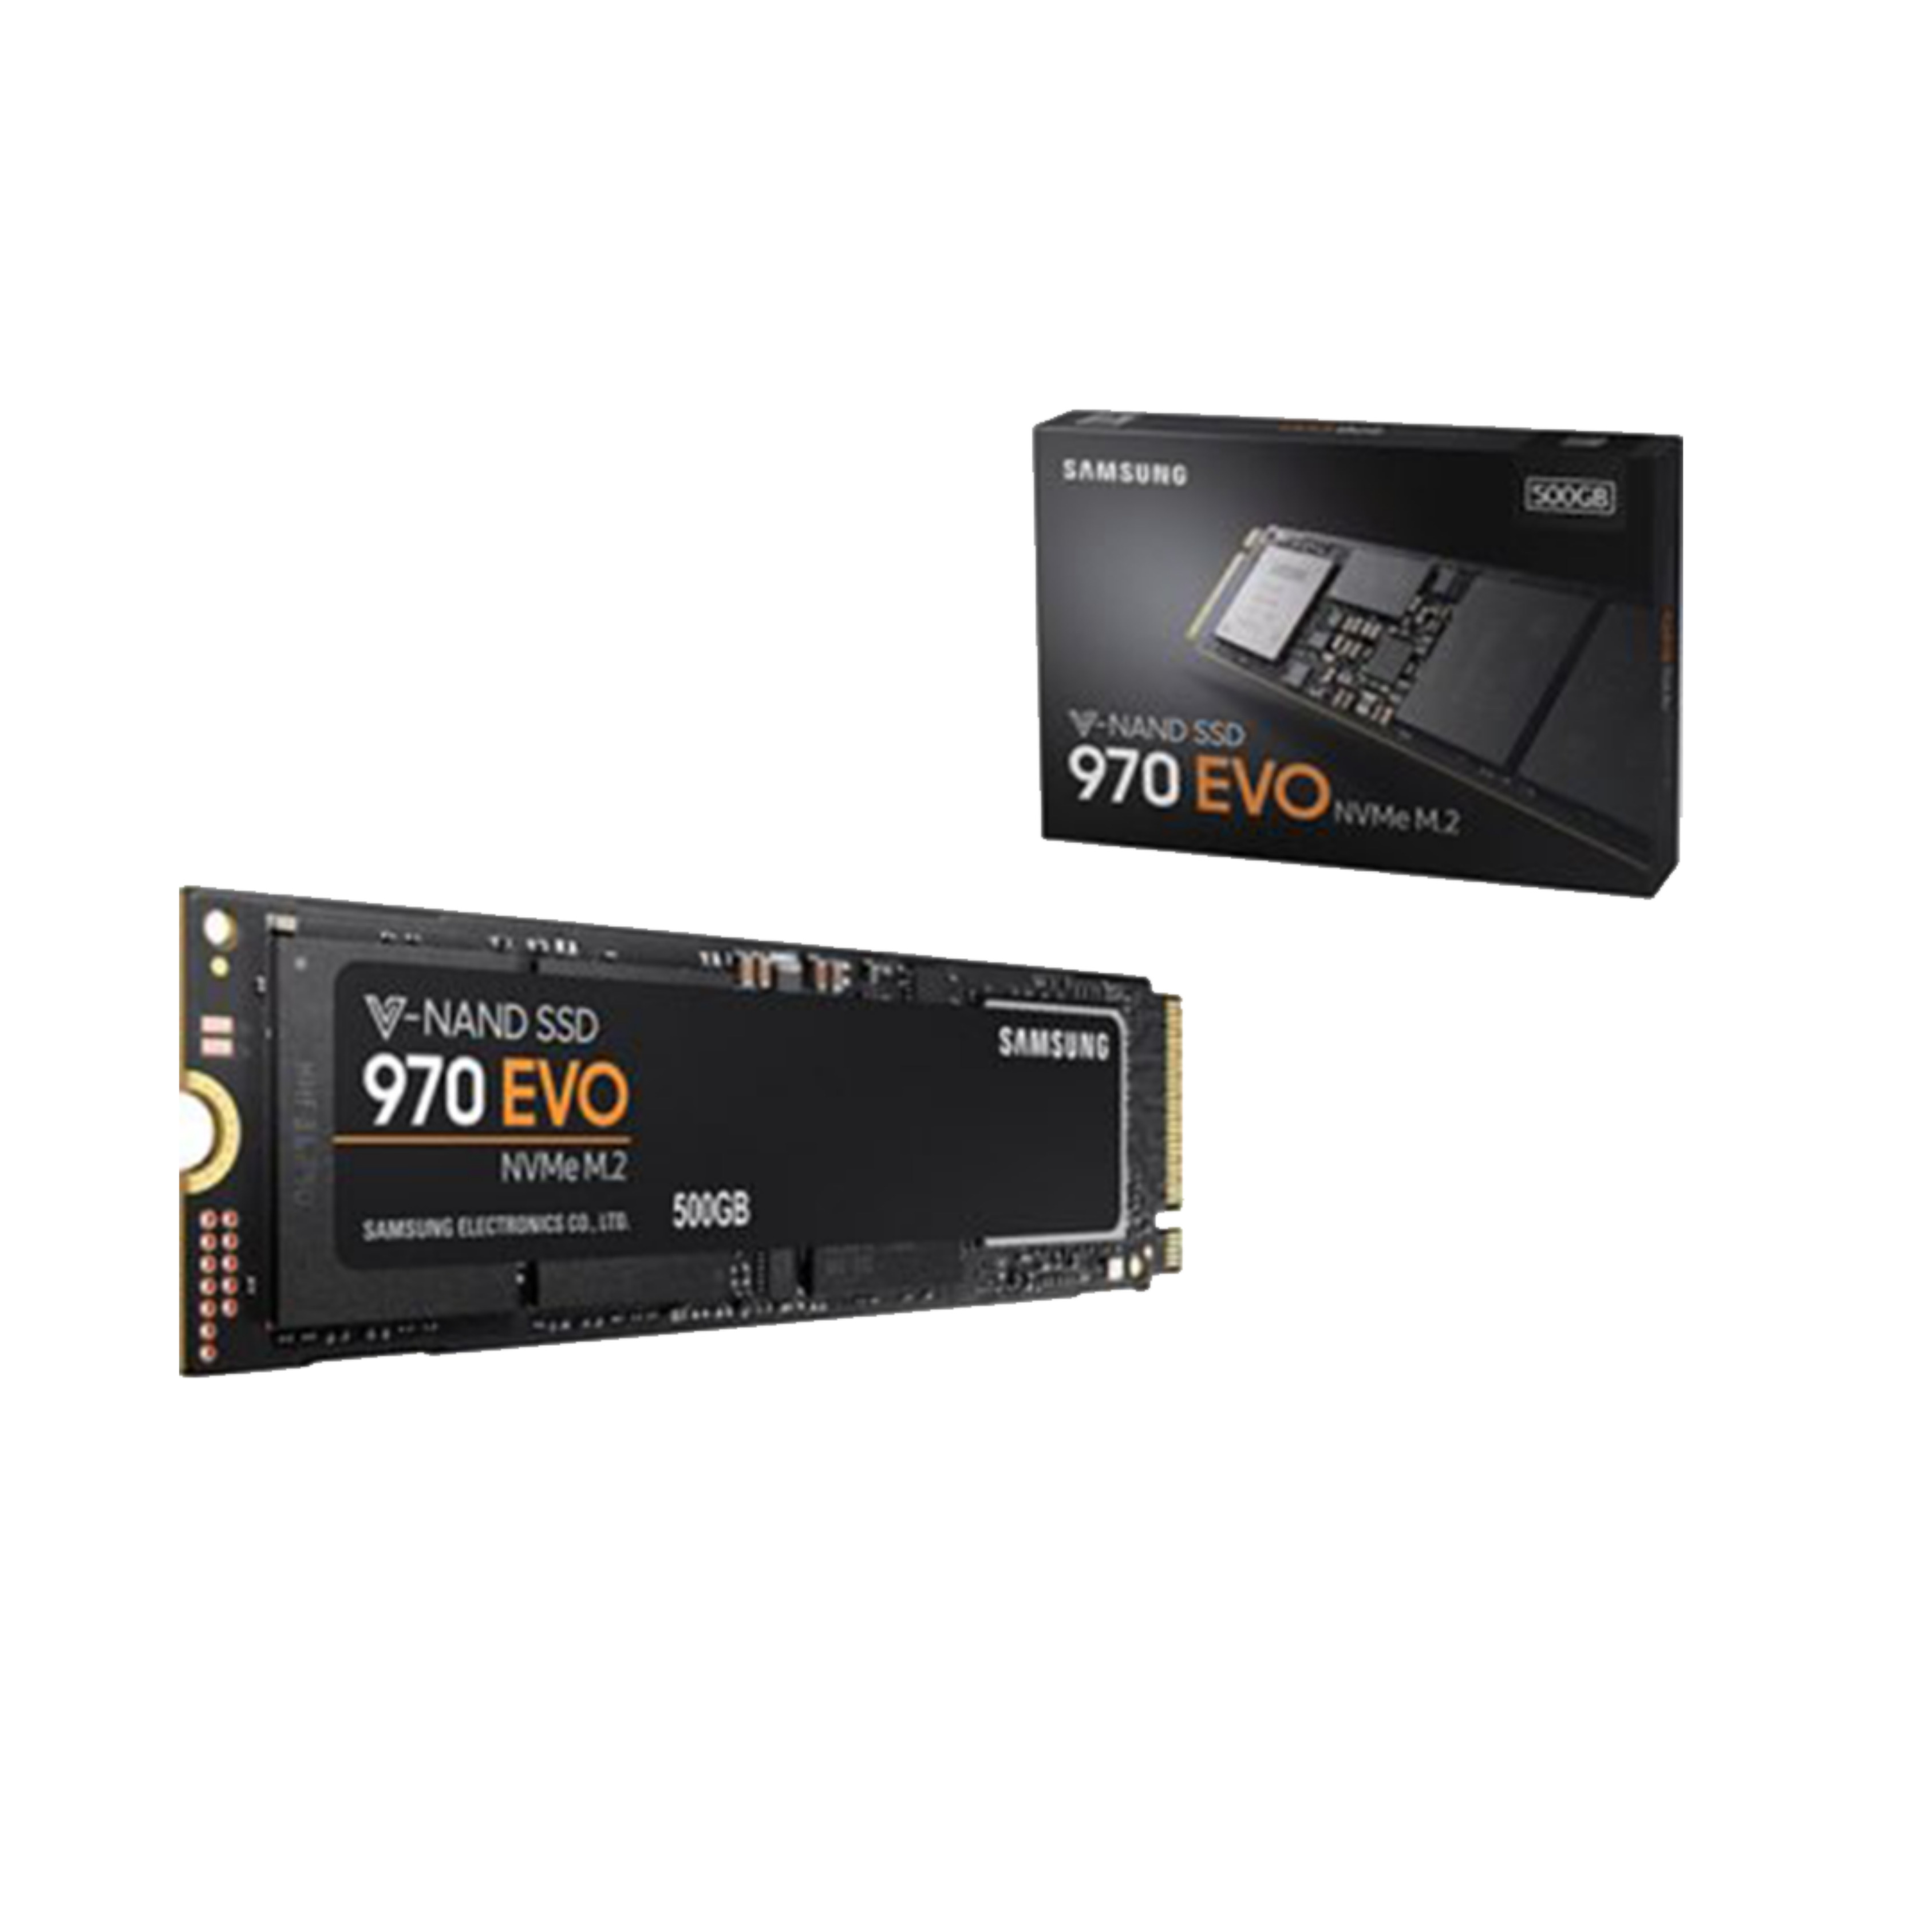 SAMSUNG
500GB
V-NAND SSD
970 EVO NVMe M.2
V-NAND SSD
970 EVO
NVMe M.2
SAMSUNG ELECTRONICS CO., LTD.
500GB
SAMSUNG